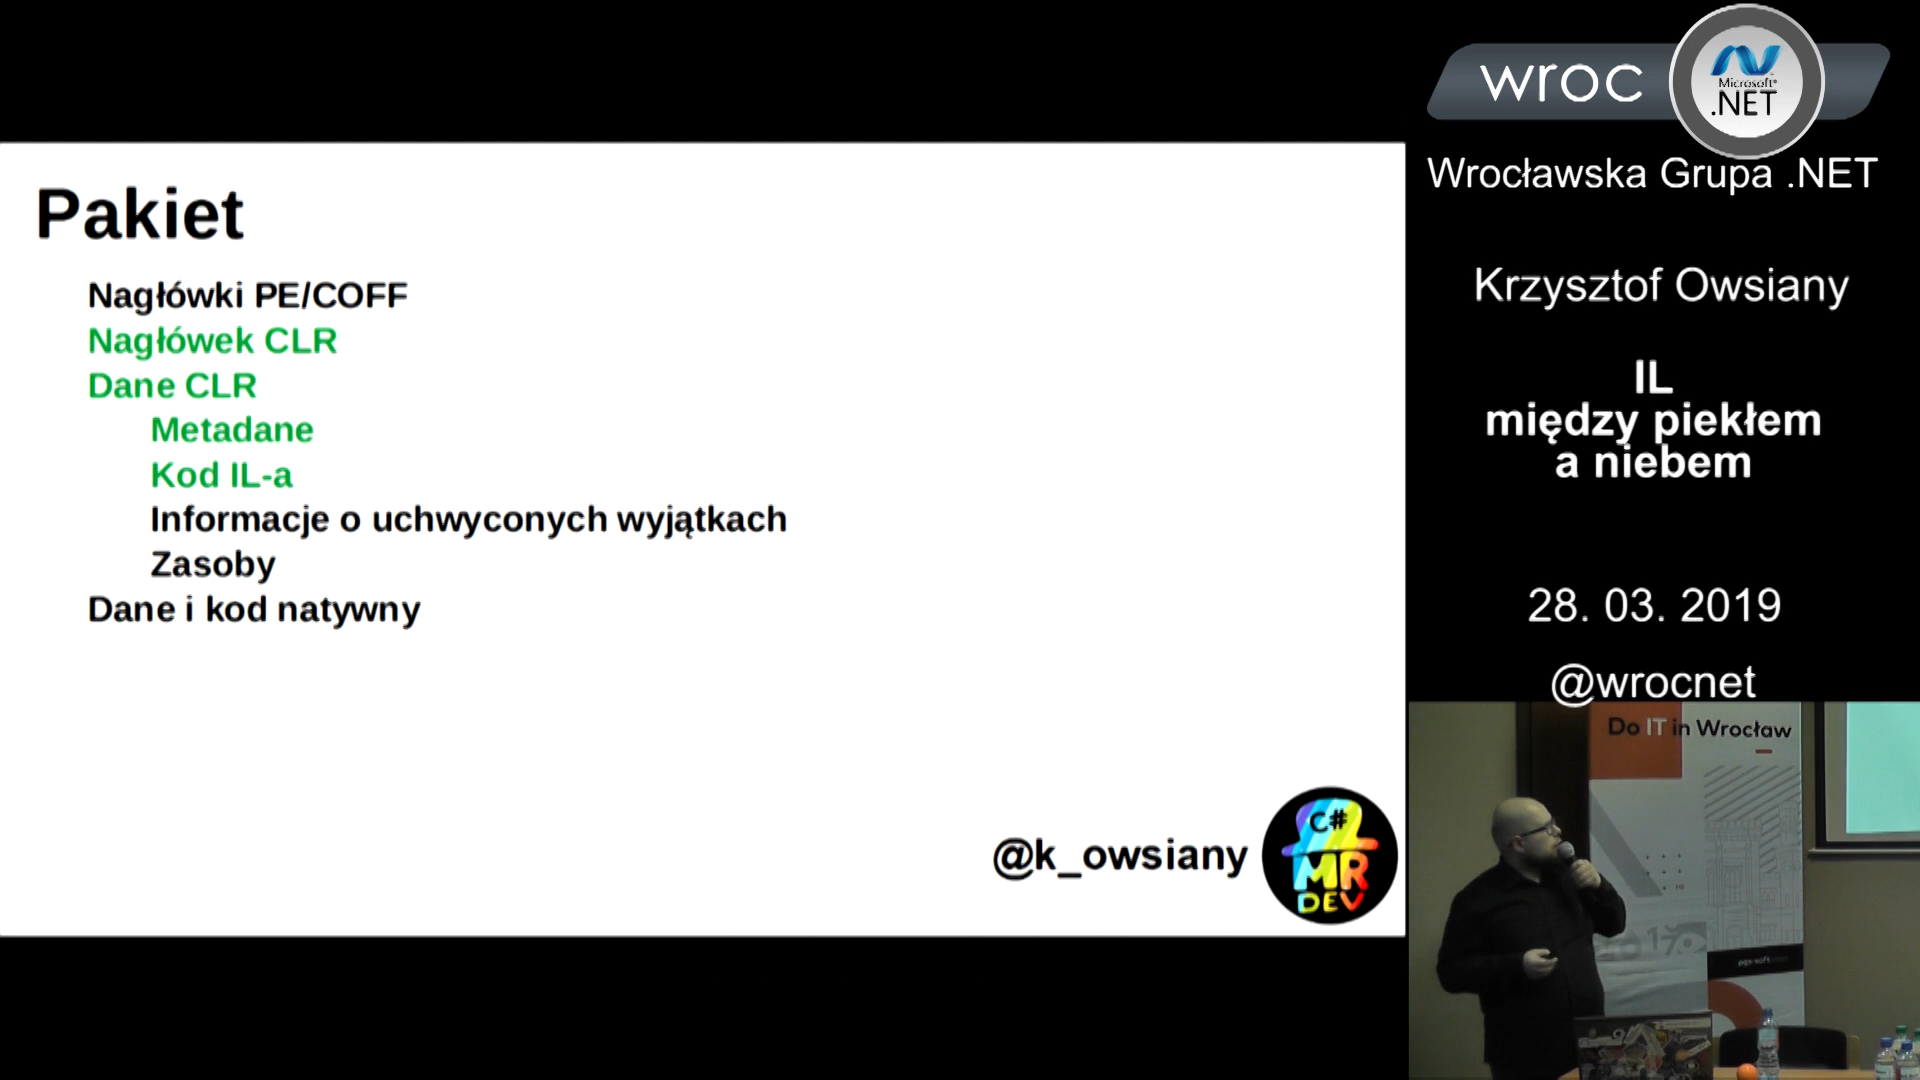 Pakiet
Nagłówki PE/COFF
Nagłówek CLR
Dane CLR
Metadane
Kod IL-a
Informacje o uchwyconych wyjątkach
Zasoby
Dane i kod natywny
@k_owsiany
C#
MR
DEV
wroc
Microsoft
.NET
Wrocławska Grupa .NET
Krzysztof Owsiany
IL
między piekłem
a niebem
28. 03. 2019
@wrocnet
Do IT in Wrocław